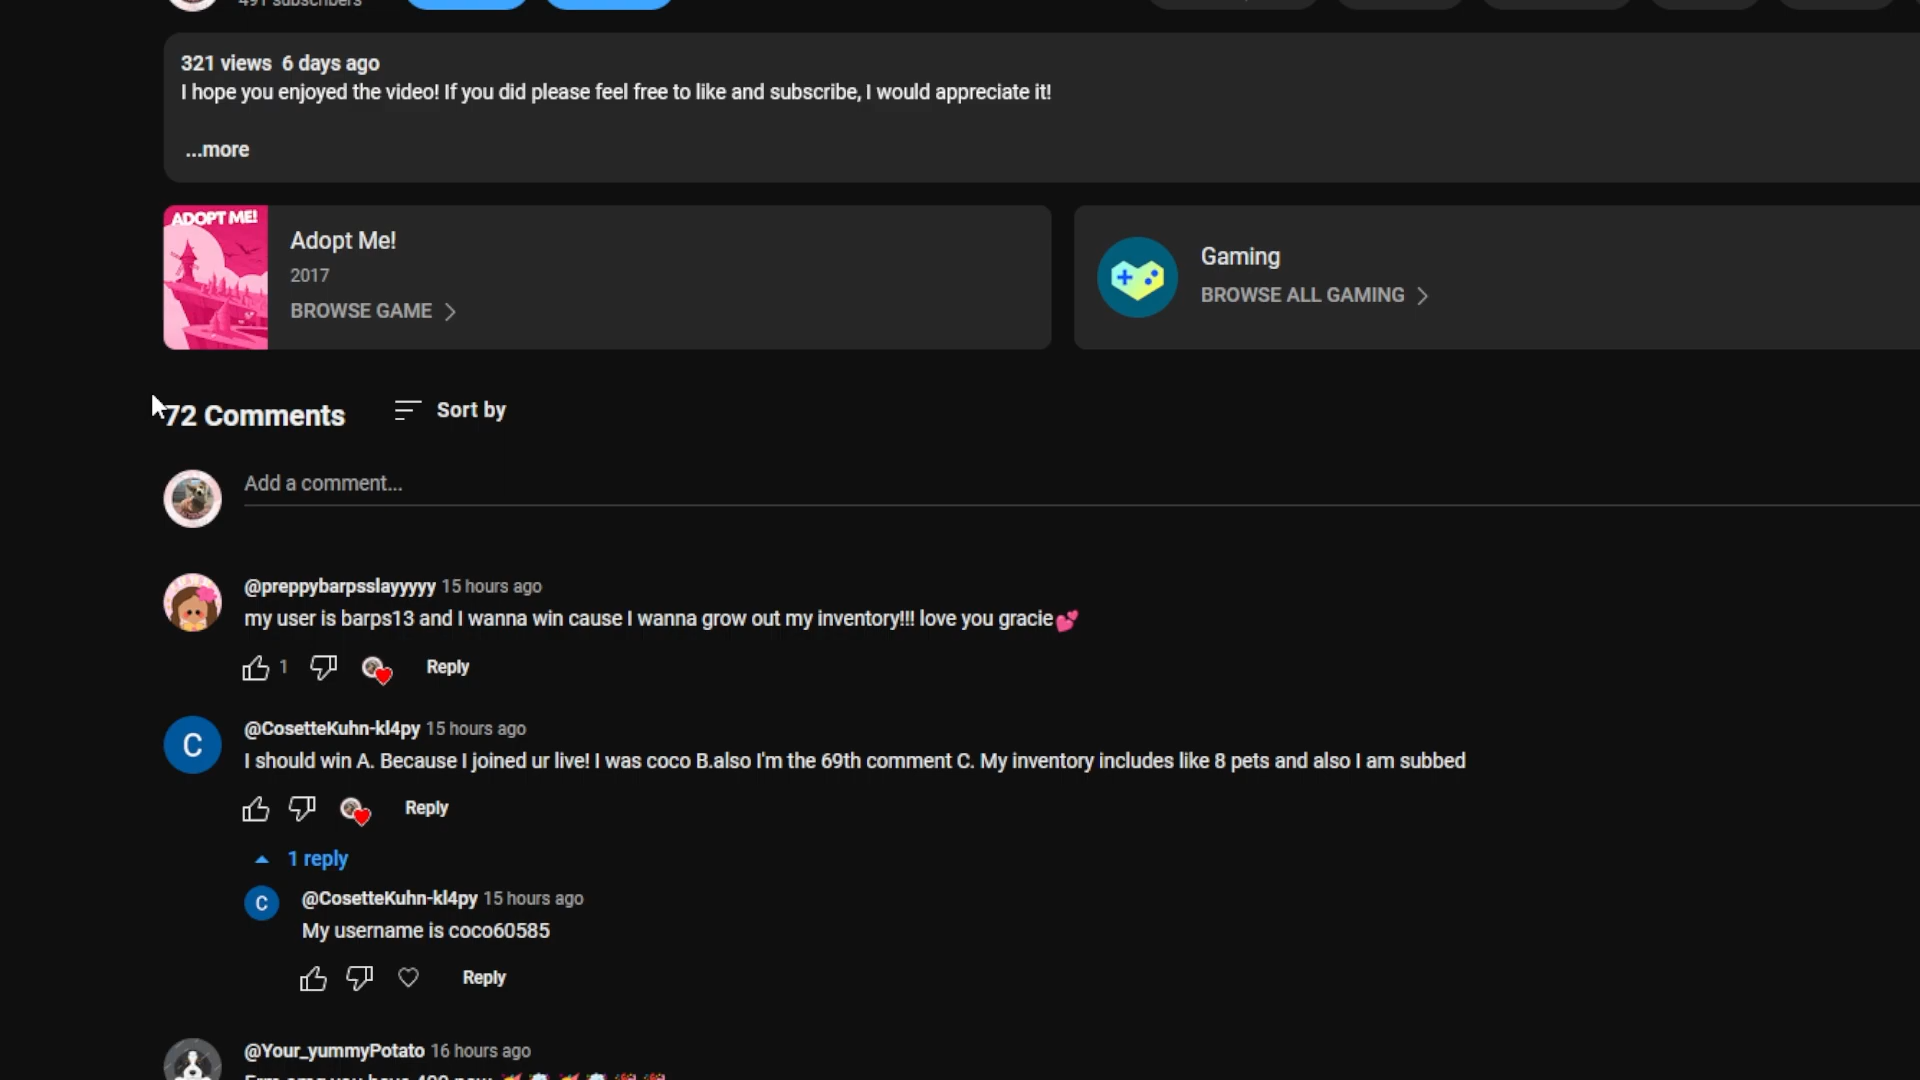 491 subscribers
321 views 6 days ago
I hope you enjoyed the video! If you did please feel free to like and subscribe, I would appreciate it!
...more
ADOPT ME!
Adopt Me!
2017
BROWSE GAME
Gaming
BROWSE ALL GAMING
72 Comments
Sort by
Add a comment...
@preppybarpsslayyyyy 15 hours ago
my user is barps13 and I wanna win cause I wanna grow out my inventory!!! love you gracie💕
1
Reply
C
@CosetteKuhn-kl4py 15 hours ago
I should win A. Because I joined ur live! I was coco B.also I'm the 69th comment C. My inventory includes like 8 pets and also I am subbed
Reply
1 reply
C
@CosetteKuhn-kl4py 15 hours ago
My username is coco60585
Reply
@Your_yummyPotato 16 hours ago